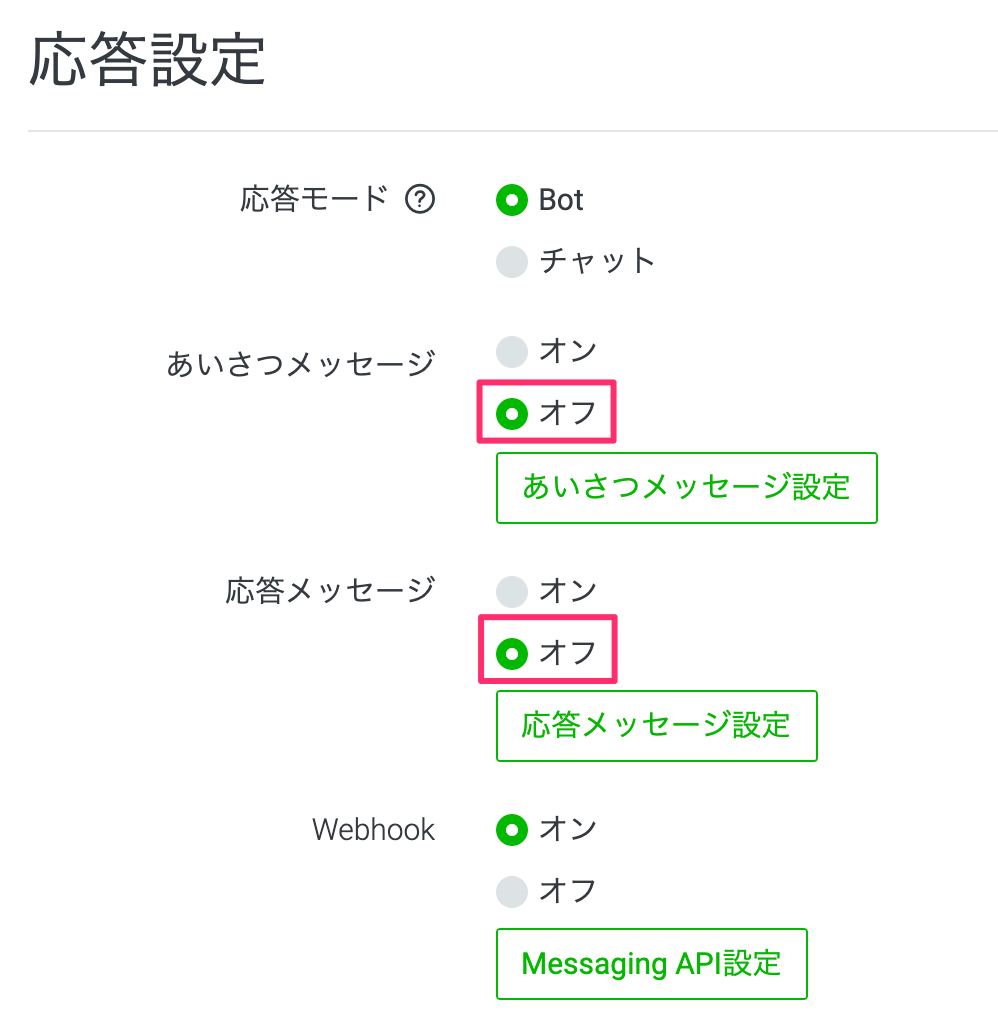 応答設定
応答モード ?
Bot
チャット
あいさつメッセージ
オン
オフ
あいさつメッセージ設定
応答メッセージ
オン
オフ
応答メッセージ設定
Webhook
オン
オフ
Messaging API設定